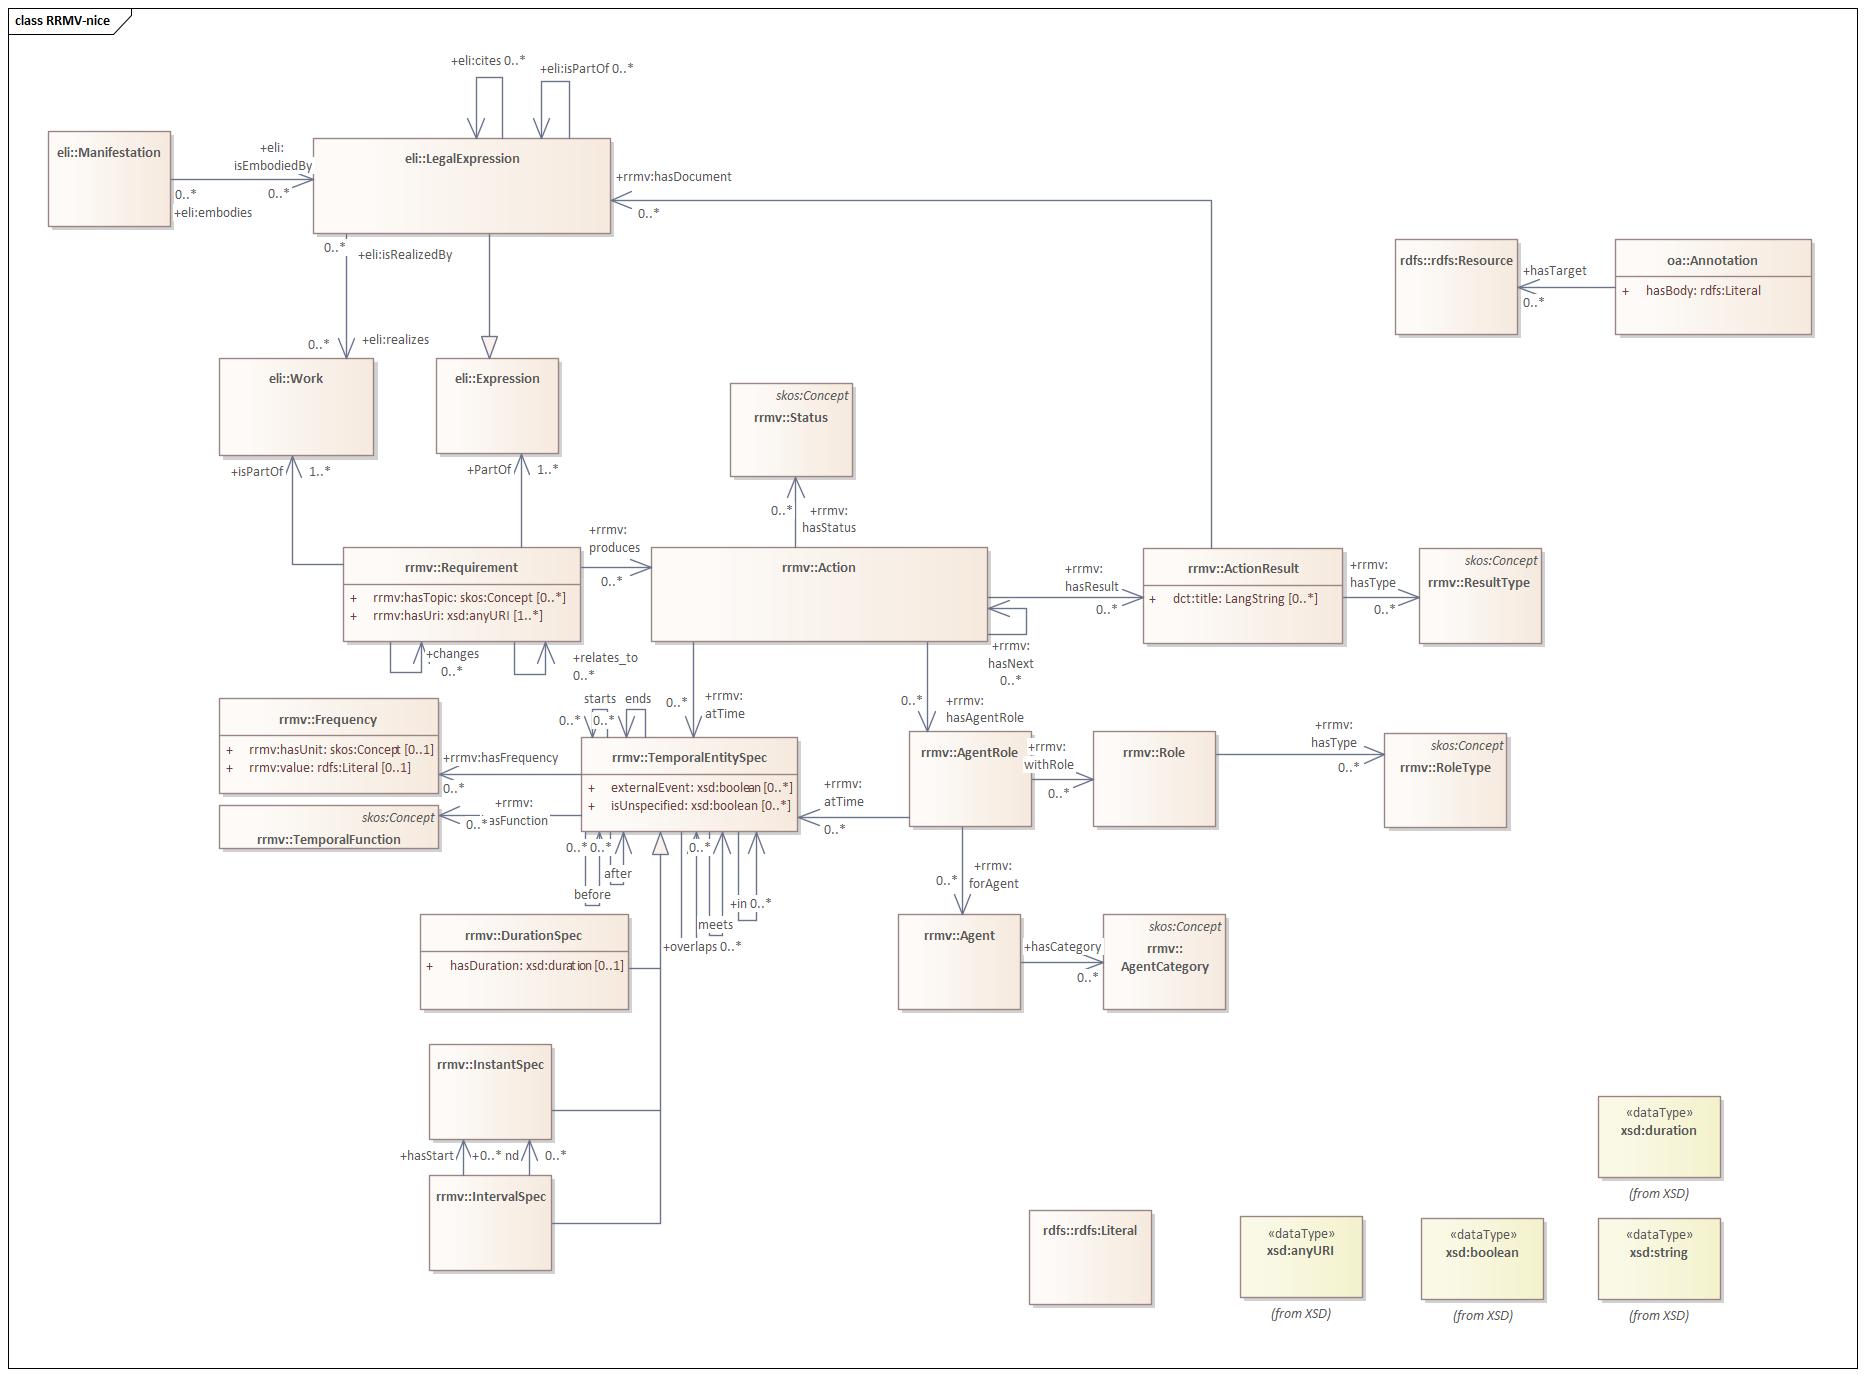 class RRMV-nice
+eli:cites 0..*
+eli:isPartOf 0..*
eli::Manifestation
+eli:
isEmbodiedBy
0..*
0..*
+eli:embodies
eli::LegalExpression
+rrmv:hasDocument
0..*
0..*
+eli:isRealizedBy
0..*
+eli:realizes
rdfs::rdfs:Resource
+hasTarget
0..*
oa::Annotation
+ hasBody: rdfs:Literal
eli::Work
eli::Expression
skos:Concept
rrmv::Status
+isPartOf
1..*
+PartOf
1..*
0..*
+rrmv:
hasStatus
+rrmv:
produces
0..*
rrmv::Requirement
+ rrmv:hasTopic: skos:Concept [0..*]
+ rrmv:hasUri: xsd:anyURI [1..*]
rrmv::Action
+rrmv:
hasResult
0..*
rrmv::ActionResult
+ dct:title: LangString [0..*]
+rrmv:
hasType
0..*
skos:Concept
rrmv::ResultType
+changes
0..*
+relates_to
0..*
+rrmv:
hasNext
0..*
0..*
+rrmv:
atTime
0..*
+rrmv:
hasAgentRole
starts
ends
0..*
0..*
rrmv::Frequency
+ rrmv:hasUnit: skos:Concept [0..1]
+ rrmv:value: rdfs:Literal [0..1]
+rrmv:hasFrequency
0..*
rrmv::TemporalEntitySpec
+ externalEvent: xsd:boolean [0..*]
+ isUnspecified: xsd:boolean [0..*]
rrmv::AgentRole
+rrmv:
withRole
0..*
rrmv::Role
+rrmv:
hasType
0..*
skos:Concept
rrmv::RoleType
skos:Concept
rrmv::TemporalFunction
+rrmv:
asFunction
0..*
+rrmv:
atTime
0..*
0..*
0..*
0..*
after
before
+in 0..*
meets
+overlaps 0..*
0..*
+rrmv:
forAgent
rrmv::DurationSpec
+ hasDuration: xsd:duration [0..1]
rrmv::Agent
+hasCategory
0..*
skos:Concept
rrmv::
AgentCategory
rrmv::InstantSpec
+hasStart
+0..*
nd
0..*
rrmv::IntervalSpec
«dataType»
xsd:duration
(from XSD)
rdfs::rdfs:Literal
«dataType»
xsd:anyURI
(from XSD)
«dataType»
xsd:boolean
(from XSD)
«dataType»
xsd:string
(from XSD)